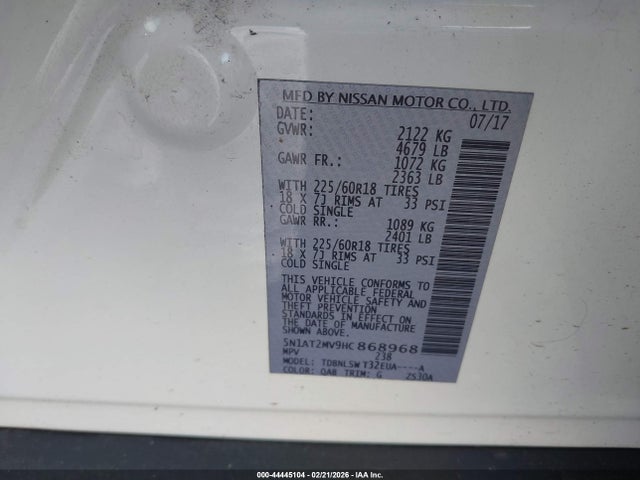 MFD BY NISSAN MOTOR CO., LTD.
DATE: 07/17
GVWR: 2122 KG
4679 LB
GAWR FR.: 1072 KG
2363 LB
WITH 225/60R18 TIRES
18 X 7J RIMS AT 33 PSI
COLD SINGLE
GAWR RR.: 1089 KG
2401 LB
WITH 225/60R18 TIRES
18 X 7J RIMS AT 33 PSI
COLD SINGLE
THIS VEHICLE CONFORMS TO
ALL APPLICABLE FEDERAL
MOTOR VEHICLE SAFETY AND
THEFT PREVENTION
STANDARDS IN EFFECT ON
DATE OF MANUFACTURE
SHOWN ABOVE
5N1AT2MV9HC868968
MPV 238
MODEL: TDBNLSW T32EUA----A
COLOR: QAB TRIM: G 2S30A
000-44445104 | 02/21/2026 | IAA Inc.